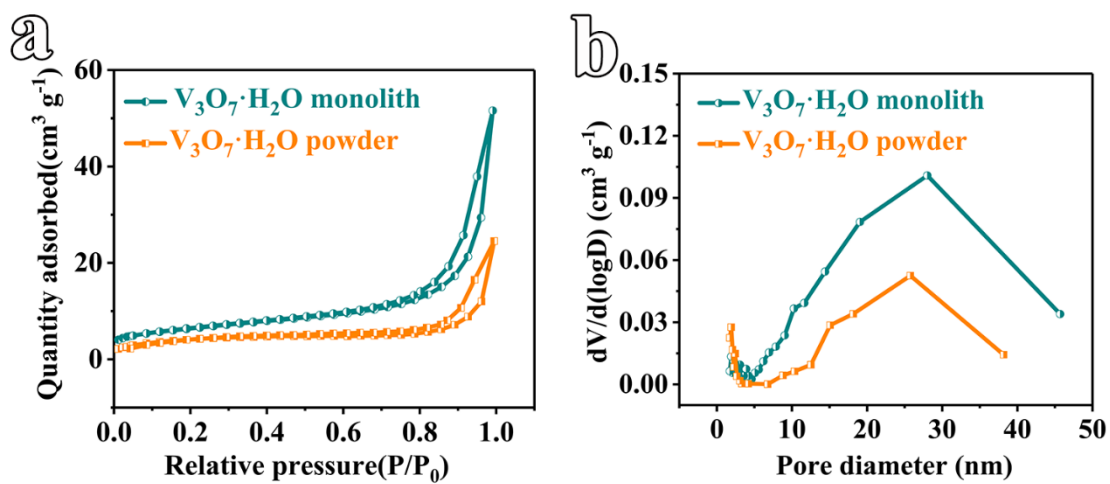 a
60
40
20
0
Quantity adsorbed(cm³ g⁻¹)
V₃O₇·H₂O monolith
V₃O₇·H₂O powder
0.0 0.2 0.4 0.6 0.8 1.0
Relative pressure(P/P₀)
b
0.15
0.12
0.09
0.06
0.03
0.00
dV/d(logD) (cm³ g⁻¹)
V₃O₇·H₂O monolith
V₃O₇·H₂O powder
0 10 20 30 40 50
Pore diameter (nm)